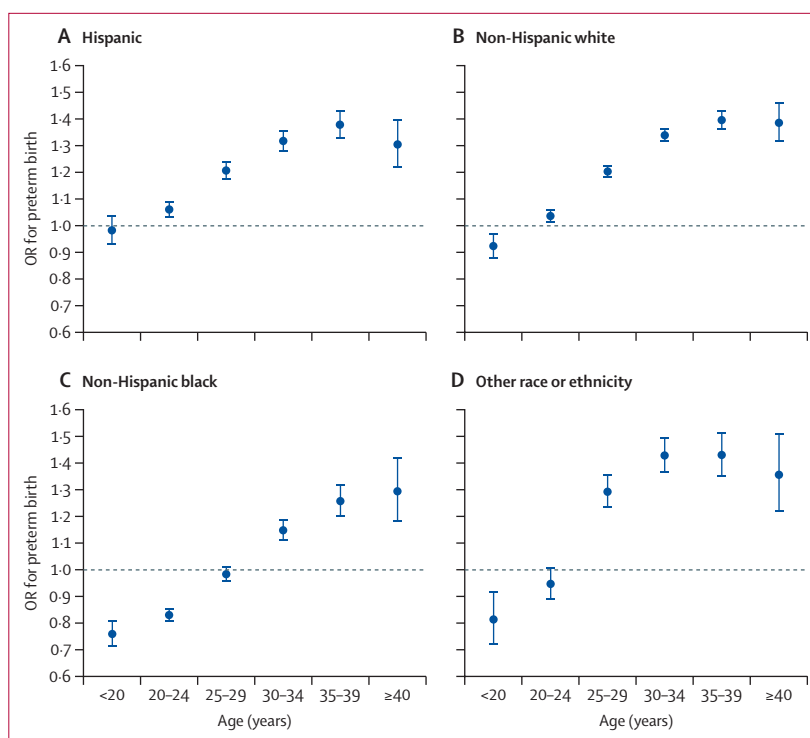 A Hispanic
1·6
1·5
1·4
1·3
1·2
1·1
1·0
0·9
0·8
0·7
0·6
OR for preterm birth
B Non-Hispanic white
C Non-Hispanic black
1·6
1·5
1·4
1·3
1·2
1·1
1·0
0·9
0·8
0·7
0·6
OR for preterm birth
<20 20–24 25–29 30–34 35–39 ≥40
Age (years)
D Other race or ethnicity
<20 20–24 25–29 30–34 35–39 ≥40
Age (years)